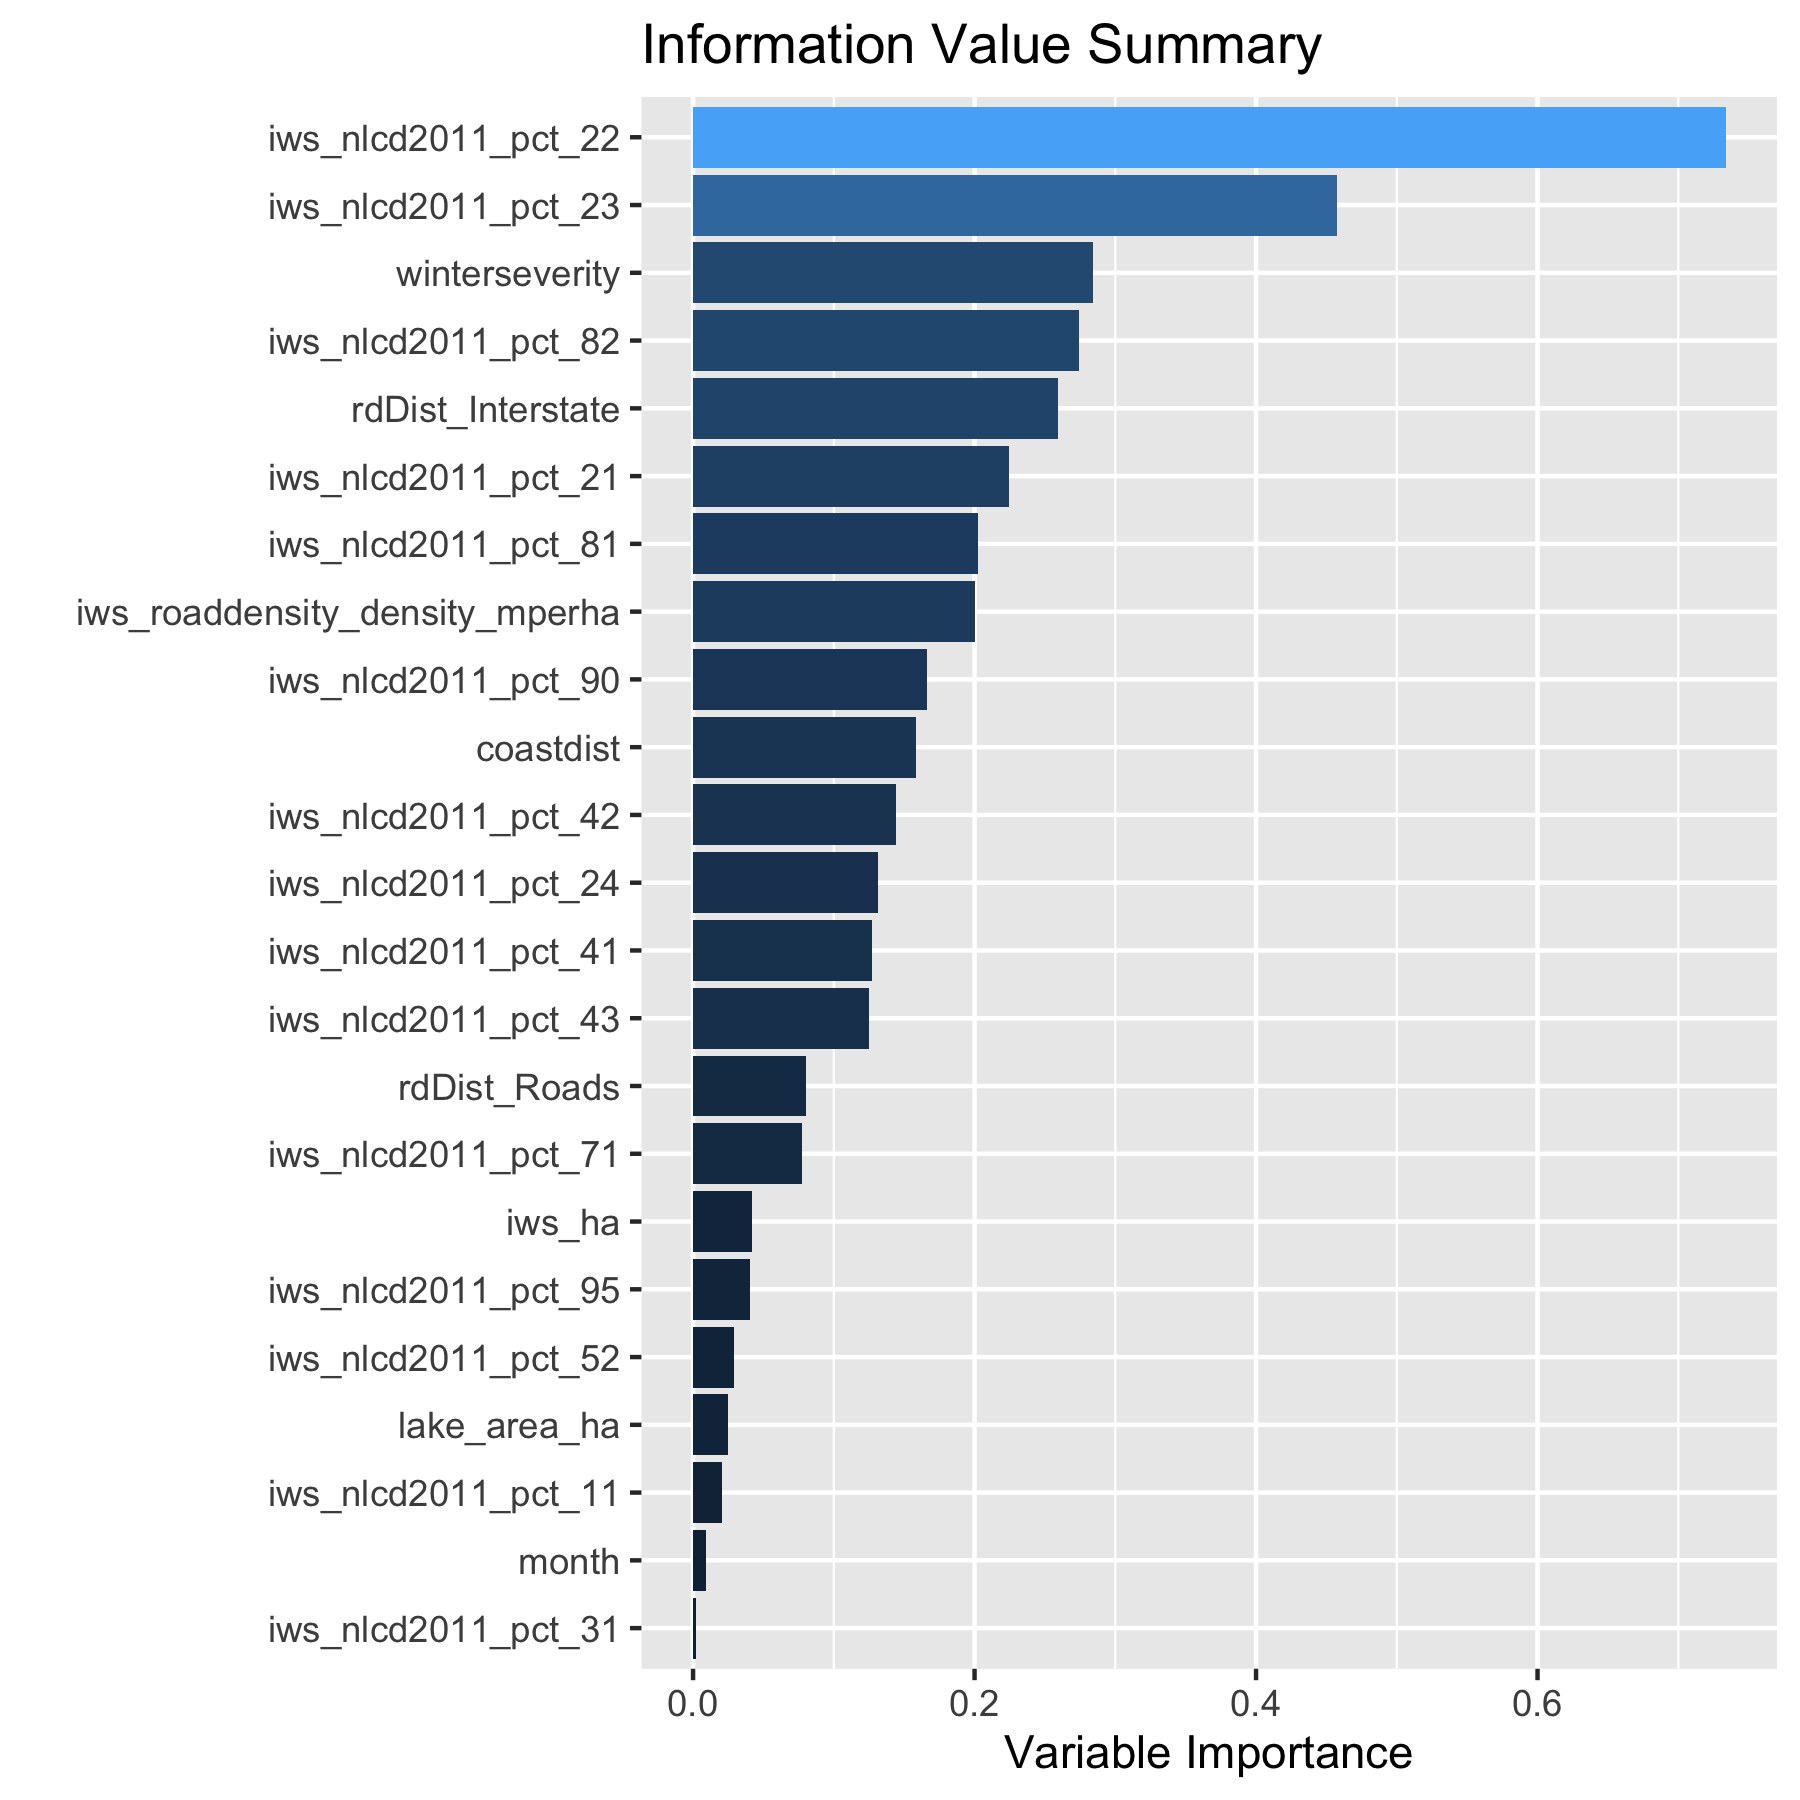 Information Value Summary
iws_nlcd2011_pct_22
iws_nlcd2011_pct_23
winterseverity
iws_nlcd2011_pct_82
rdDist_Interstate
iws_nlcd2011_pct_21
iws_nlcd2011_pct_81
iws_roaddensity_density_mperha
iws_nlcd2011_pct_90
coastdist
iws_nlcd2011_pct_42
iws_nlcd2011_pct_24
iws_nlcd2011_pct_41
iws_nlcd2011_pct_43
rdDist_Roads
iws_nlcd2011_pct_71
iws_ha
iws_nlcd2011_pct_95
iws_nlcd2011_pct_52
lake_area_ha
iws_nlcd2011_pct_11
month
iws_nlcd2011_pct_31
0.0 0.2 0.4 0.6
Variable Importance